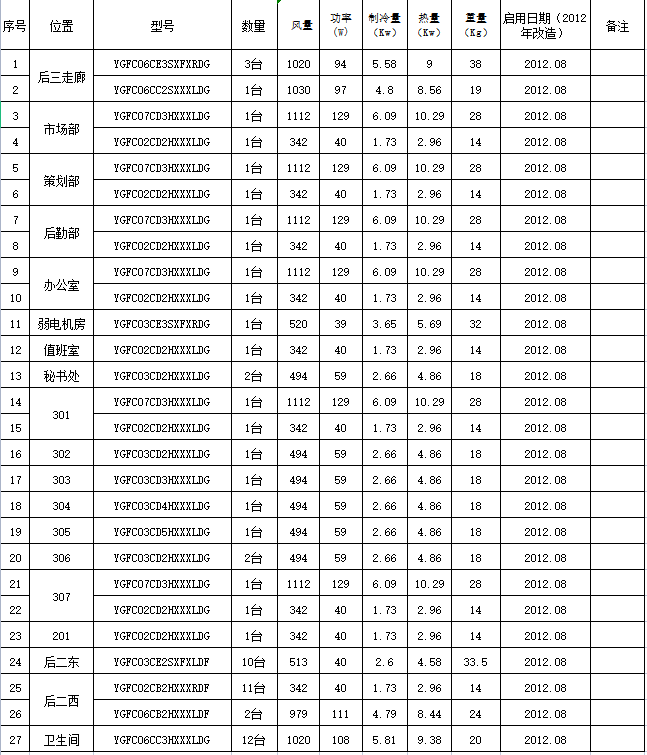 序号 位置 型号 数量 风量 功率(W) 制冷量(Kw) 热量(Kw) 重量(Kg) 启用日期（2012年改造） 备注
1 后三走廊 YGFC06CE3SXFXRDG 3台 1020 94 5.58 9 38 2012.08
2 YGFC06CC2SXXXLDG 1台 1030 97 4.8 8.56 19 2012.08
3 市场部 YGFC07CD3HXXXLDG 1台 1112 129 6.09 10.29 28 2012.08
4 YGFC02CD2HXXXLDG 1台 342 40 1.73 2.96 14 2012.08
5 策划部 YGFC07CD3HXXXLDG 1台 1112 129 6.09 10.29 28 2012.08
6 YGFC02CD2HXXXLDG 1台 342 40 1.73 2.96 14 2012.08
7 后勤部 YGFC07CD3HXXXLDG 1台 1112 129 6.09 10.29 28 2012.08
8 YGFC02CD2HXXXLDG 1台 342 40 1.73 2.96 14 2012.08
9 办公室 YGFC07CD3HXXXLDG 1台 1112 129 6.09 10.29 28 2012.08
10 YGFC02CD2HXXXLDG 1台 342 40 1.73 2.96 14 2012.08
11 弱电机房 YGFC03CE3SXFXRDG 1台 520 39 3.65 5.69 32 2012.08
12 值班室 YGFC02CD2HXXXLDG 1台 342 40 1.73 2.96 14 2012.08
13 秘书处 YGFC03CD2HXXXLDG 2台 494 59 2.66 4.86 18 2012.08
14 301 YGFC07CD3HXXXLDG 1台 1112 129 6.09 10.29 28 2012.08
15 YGFC02CD2HXXXLDG 1台 342 40 1.73 2.96 14 2012.08
16 302 YGFC03CD2HXXXLDG 1台 494 59 2.66 4.86 18 2012.08
17 303 YGFC03CD3HXXXLDG 1台 494 59 2.66 4.86 18 2012.08
18 304 YGFC03CD4HXXXLDG 1台 494 59 2.66 4.86 18 2012.08
19 305 YGFC03CD5HXXXLDG 1台 494 59 2.66 4.86 18 2012.08
20 306 YGFC03CD2HXXXLDG 2台 494 59 2.66 4.86 18 2012.08
21 307 YGFC07CD3HXXXLDG 1台 1112 129 6.09 10.29 28 2012.08
22 YGFC02CD2HXXXLDG 1台 342 40 1.73 2.96 14 2012.08
23 201 YGFC02CD2HXXXLDG 1台 342 40 1.73 2.96 14 2012.08
24 后二东 YGFC03CE2SXFXLDF 10台 513 40 2.6 4.58 33.5 2012.08
25 后二西 YGFC02CB2HXXXRDF 11台 342 40 1.73 2.96 14 2012.08
26 YGFC06CB2HXXXLDF 2台 979 111 4.79 8.44 24 2012.08
27 卫生间 YGFC06CC3HXXXLDG 12台 1020 108 5.81 9.38 20 2012.08